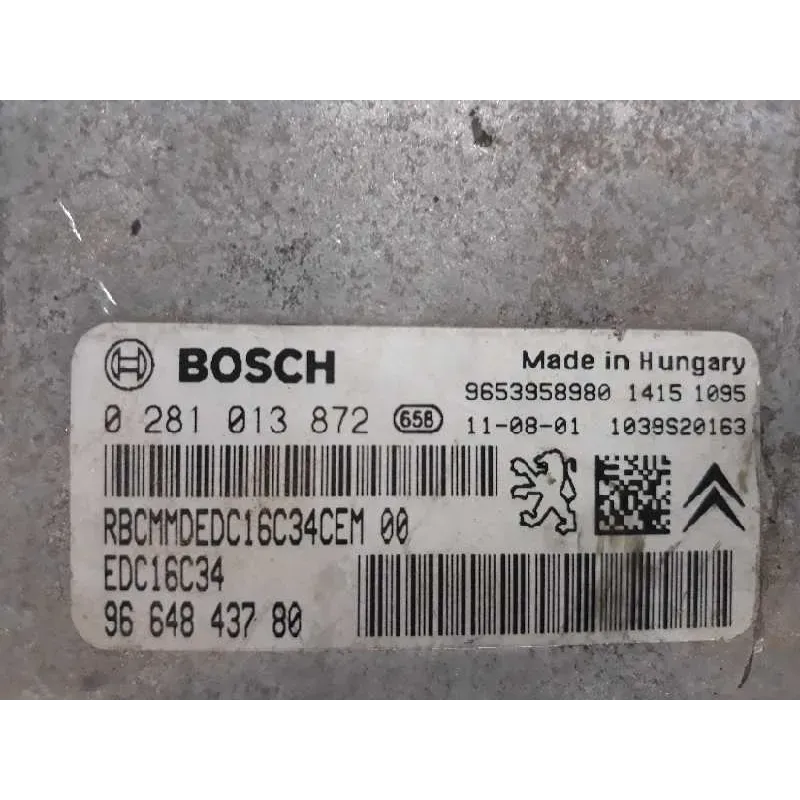 BOSCH
Made in Hungary
9653958980 1415 1095
0 281 013 872 658
11-08-01 1039S20163
RBCMMDEDC16C34CEM 00
EDC16C34
96 648 437 80